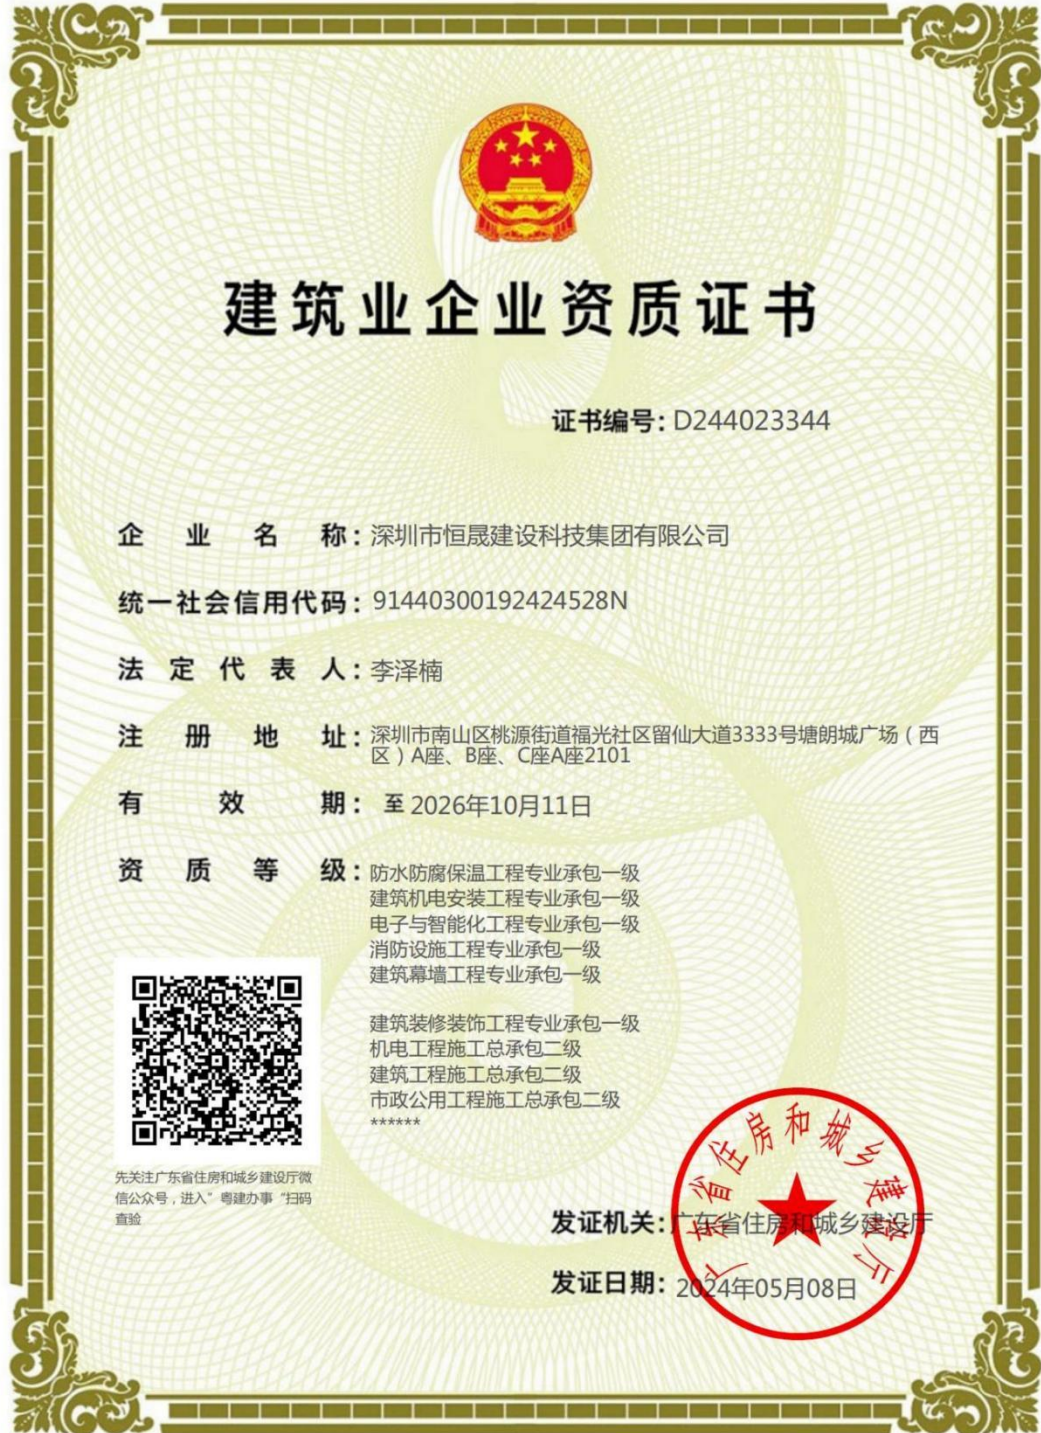 建筑业企业资质证书
证书编号：D244023344
企业名称：深圳市恒晟建设科技集团有限公司
统一社会信用代码：91440300192424528N
法定代表人：李泽楠
注册地址：深圳市南山区桃源街道福光社区留仙大道3333号塘朗城广场（西
区）A座、B座、C座A座2101
有效期：至2026年10月11日
资质等级：防水防腐保温工程专业承包一级
建筑机电安装工程专业承包一级
电子与智能化工程专业承包一级
消防设施工程专业承包一级
建筑幕墙工程专业承包一级
建筑装修装饰工程专业承包一级
机电工程施工总承包二级
建筑工程施工总承包二级
市政公用工程施工总承包二级
******
先关注广东省住房和城乡建设厅微
信公众号，进入”粤建办事“扫码
查验
发证机关：广东省住房和城乡建设厅
发证日期：2024年05月08日
广东省住房和城乡建设厅